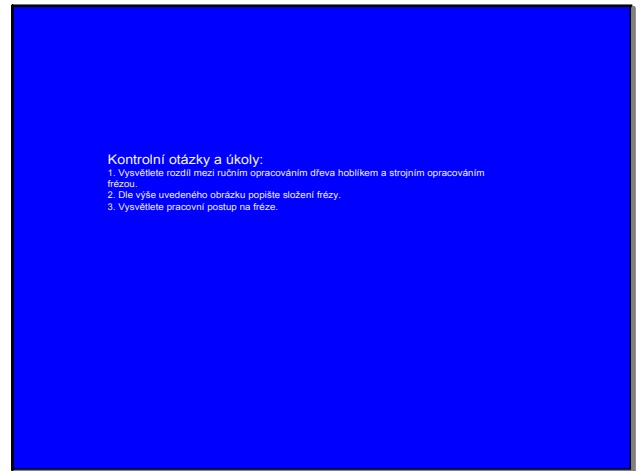 Kontrolní otázky a úkoly:
1. Vysvětlete rozdíl mezi ručním opracováním dřeva hoblíkem a strojním opracováním
frézou.
2. Dle výše uvedeného obrázku popište složení frézy.
3. Vysvětlete pracovní postup na fréze.